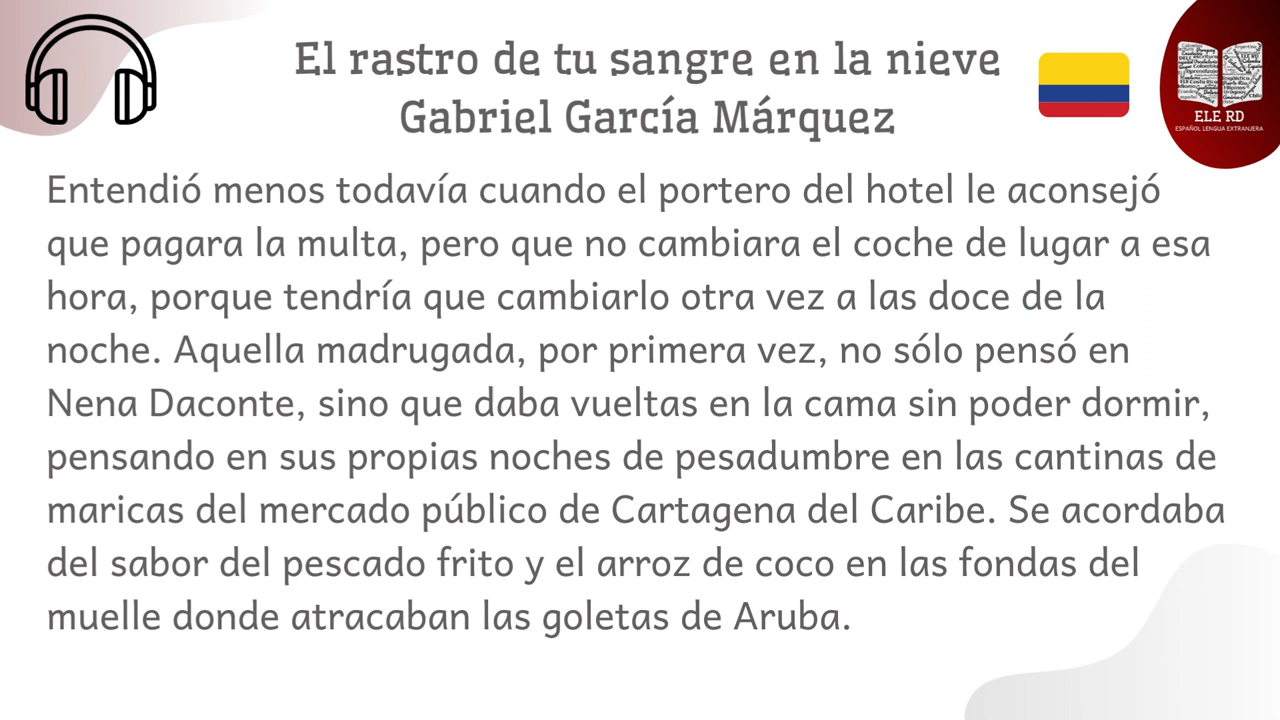 El rastro de tu sangre en la nieve
Gabriel García Márquez
ELE RD
ESPAÑOL LENGUA EXTRANJERA
Entendió menos todavía cuando el portero del hotel le aconsejó
que pagara la multa, pero que no cambiara el coche de lugar a esa
hora, porque tendría que cambiarlo otra vez a las doce de la
noche. Aquella madrugada, por primera vez, no sólo pensó en
Nena Daconte, sino que daba vueltas en la cama sin poder dormir,
pensando en sus propias noches de pesadumbre en las cantinas de
maricas del mercado público de Cartagena del Caribe. Se acordaba
del sabor del pescado frito y el arroz de coco en las fondas del
muelle donde atracaban las goletas de Aruba.